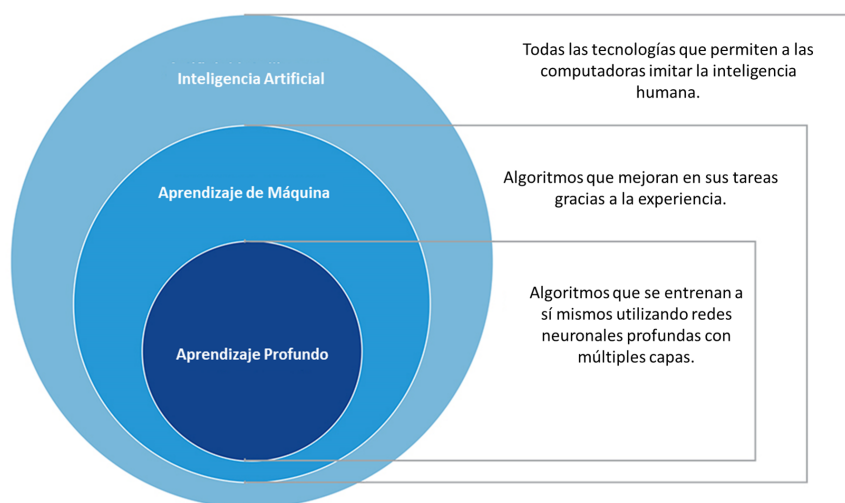 Inteligencia Artificial
Todas las tecnologías que permiten a las
computadoras imitar la inteligencia
humana.
Aprendizaje de Máquina
Algoritmos que mejoran en sus tareas
gracias a la experiencia.
Aprendizaje Profundo
Algoritmos que se entrenan a
sí mismos utilizando redes
neuronales profundas con
múltiples capas.